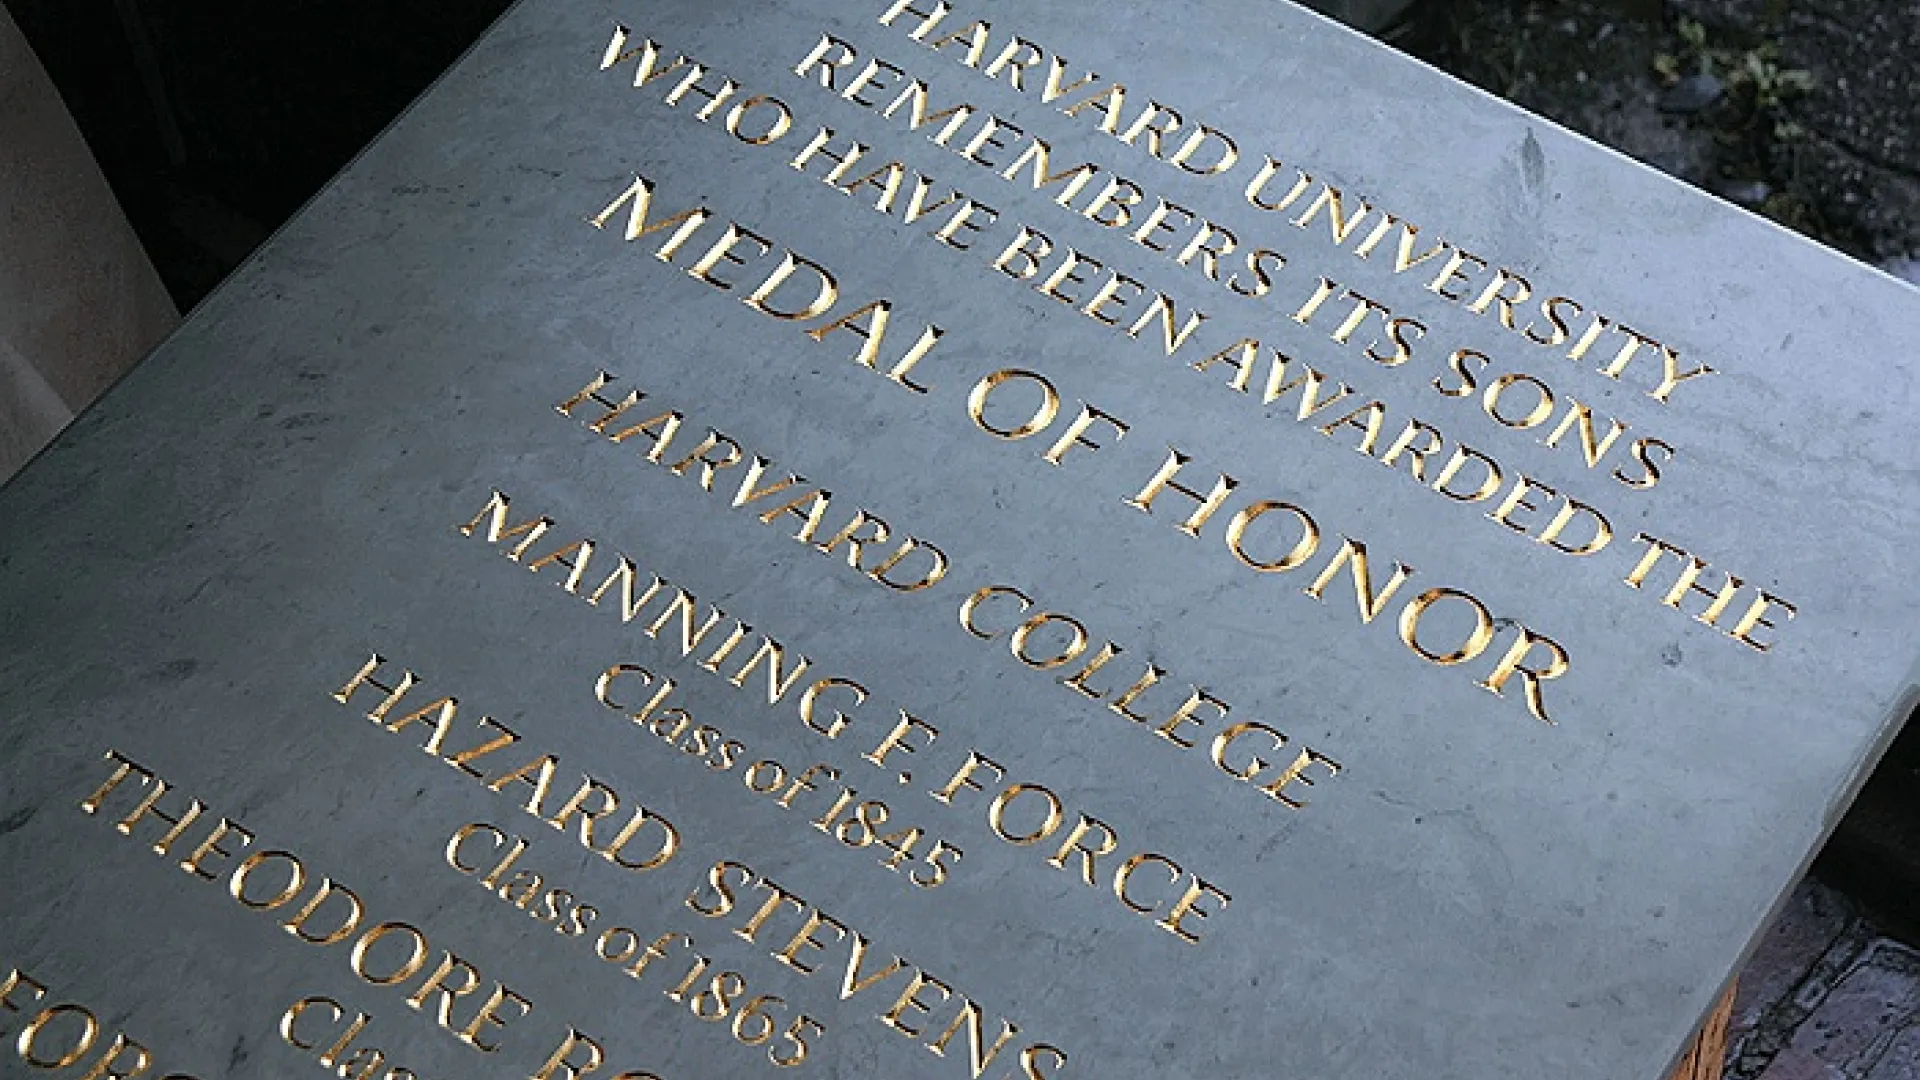 HARVARD UNIVERSITY
REMEMBERS ITS SONS
WHO HAVE BEEN AWARDED THE
MEDAL OF HONOR
HARVARD COLLEGE
MANNING F. FORCE
Class of 1845
HAZARD STEVENS
Class of 1865
THEODORE